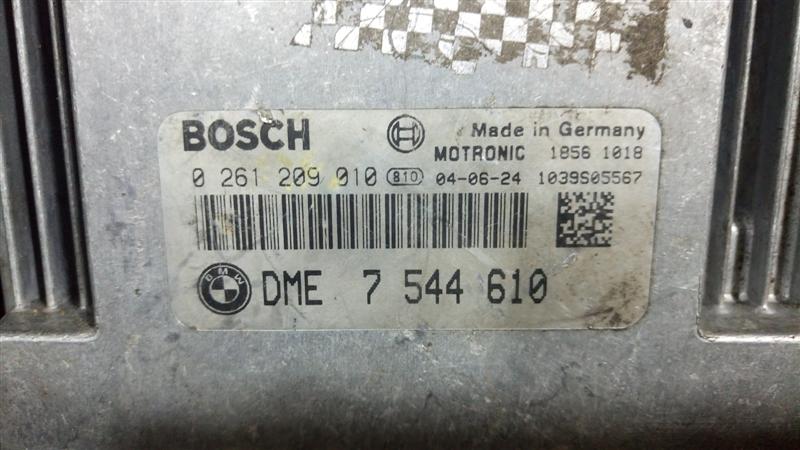 BOSCH Made in Germany
MOTRONIC 1856 1018
0 261 209 010 810 04-06-24 1039S05567
BMW DME 7 544 610